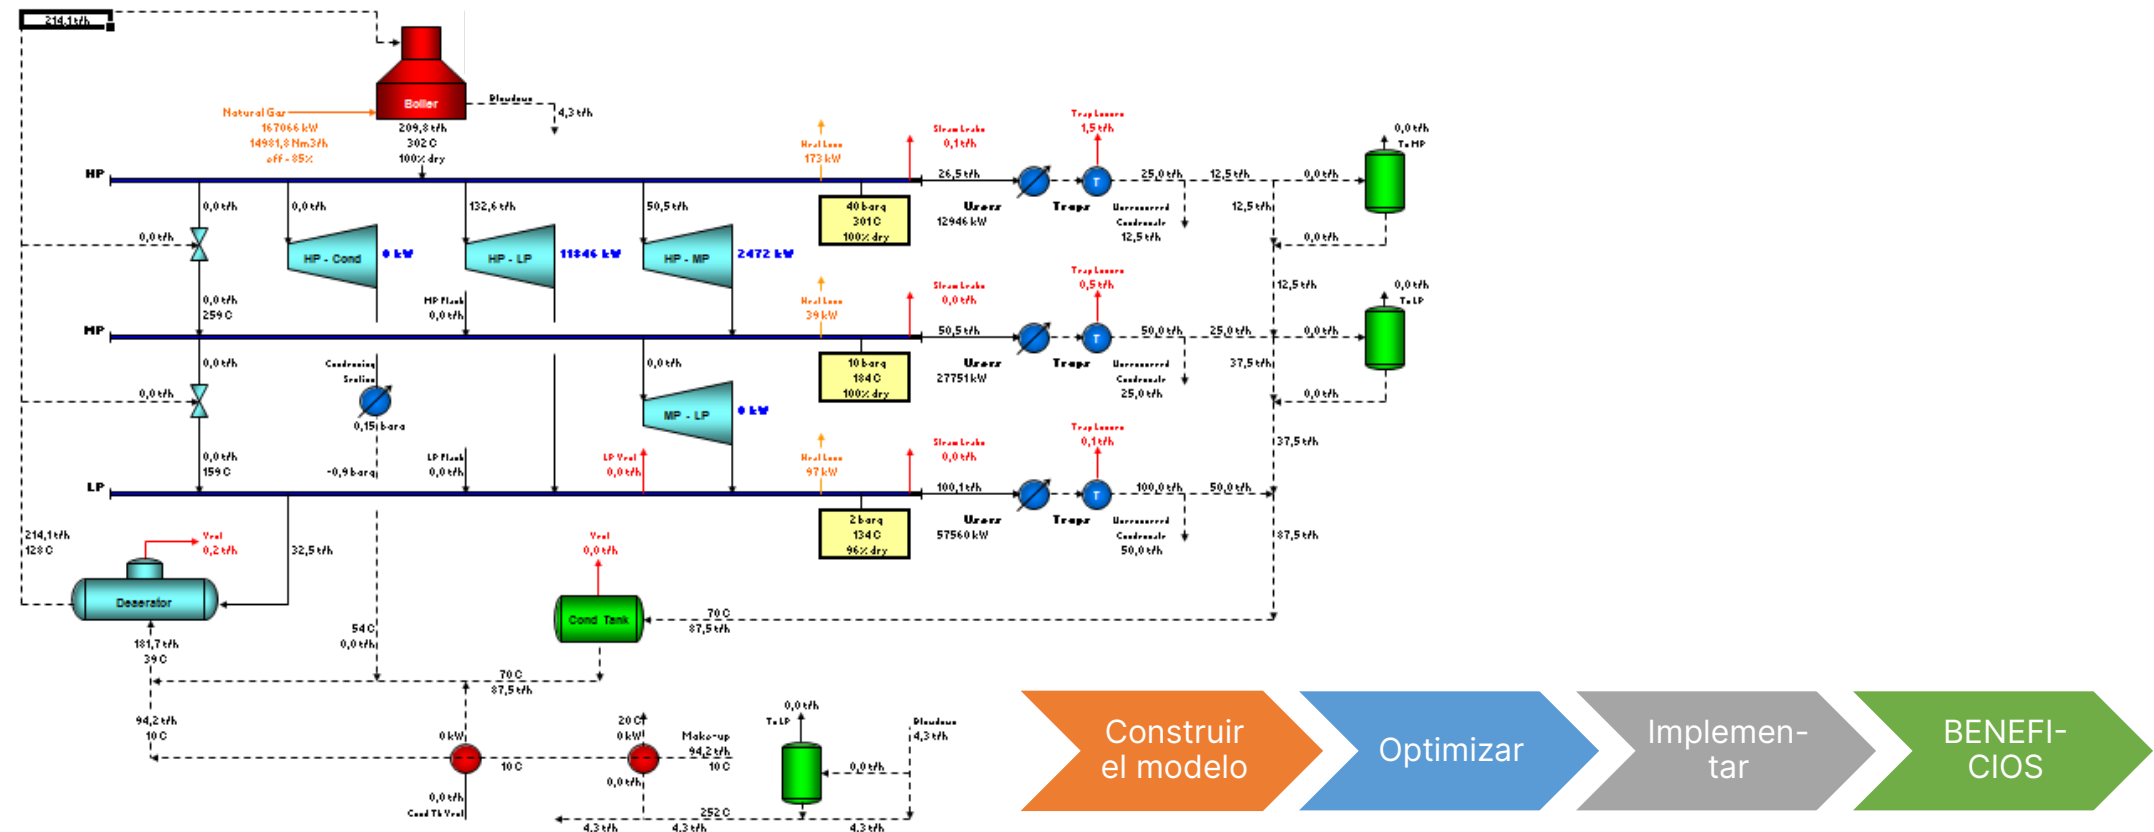 214,1 t/h
Boiler
Blowdown
4,3 t/h
Natural Gas
167066 kW
14981,8 Nm3/h
eff - 85%
209,8 t/h
302 C
100% dry
HP
Heat Loss
173 kW
Steam Leaks
0,1 t/h
Trap Losses
1,5 t/h
0,0 t/h
To MP
26,5 t/h
T
25,0 t/h
12,5 t/h
0,0 t/h
Users
Traps
12946 kW
Unrecovered
Condensate
12,5 t/h
12,5 t/h
0,0 t/h
40 barg
301 C
100% dry
0,0 t/h
0,0 t/h
132,6 t/h
50,5 t/h
0,0 t/h
HP - Cond
0 kW
HP - LP
11846 kW
HP - MP
2472 kW
0,0 t/h
259 C
MP Flash
0,0 t/h
12,5 t/h
MP
Heat Loss
39 kW
Steam Leaks
0,0 t/h
Trap Losses
0,5 t/h
0,0 t/h
To LP
50,5 t/h
T
50,0 t/h
25,0 t/h
0,0 t/h
Users
Traps
27751 kW
Unrecovered
Condensate
25,0 t/h
37,5 t/h
0,0 t/h
10 barg
184 C
100% dry
0,0 t/h
Condensing
Section
0,0 t/h
0,0 t/h
0,15 bara
MP - LP
0 kW
0,0 t/h
159 C
-0,9 barg
LP Flash
0,0 t/h
LP Vent
0,0 t/h
37,5 t/h
LP
Heat Loss
97 kW
Steam Leaks
0,0 t/h
Trap Losses
0,1 t/h
100,1 t/h
T
100,0 t/h
50,0 t/h
Users
Traps
57560 kW
Unrecovered
Condensate
50,0 t/h
87,5 t/h
2 barg
134 C
96% dry
214,1 t/h
128 C
Vent
0,2 t/h
32,5 t/h
Deaerator
Vent
0,0 t/h
Cond Tank
70 C
87,5 t/h
54 C
0,0 t/h
181,7 t/h
39 C
70 C
87,5 t/h
94,2 t/h
10 C
0 kW
10 C
20 C
0 kW
Make-up
94,2 t/h
10 C
0,0 t/h
To LP
Blowdown
4,3 t/h
0,0 t/h
0,0 t/h
0,0 t/h
Cond Tk Vent
252 C
4,3 t/h
4,3 t/h
4,3 t/h
Construir
el modelo
Optimizar
Implemen-
tar
BENEFI-
CIOS